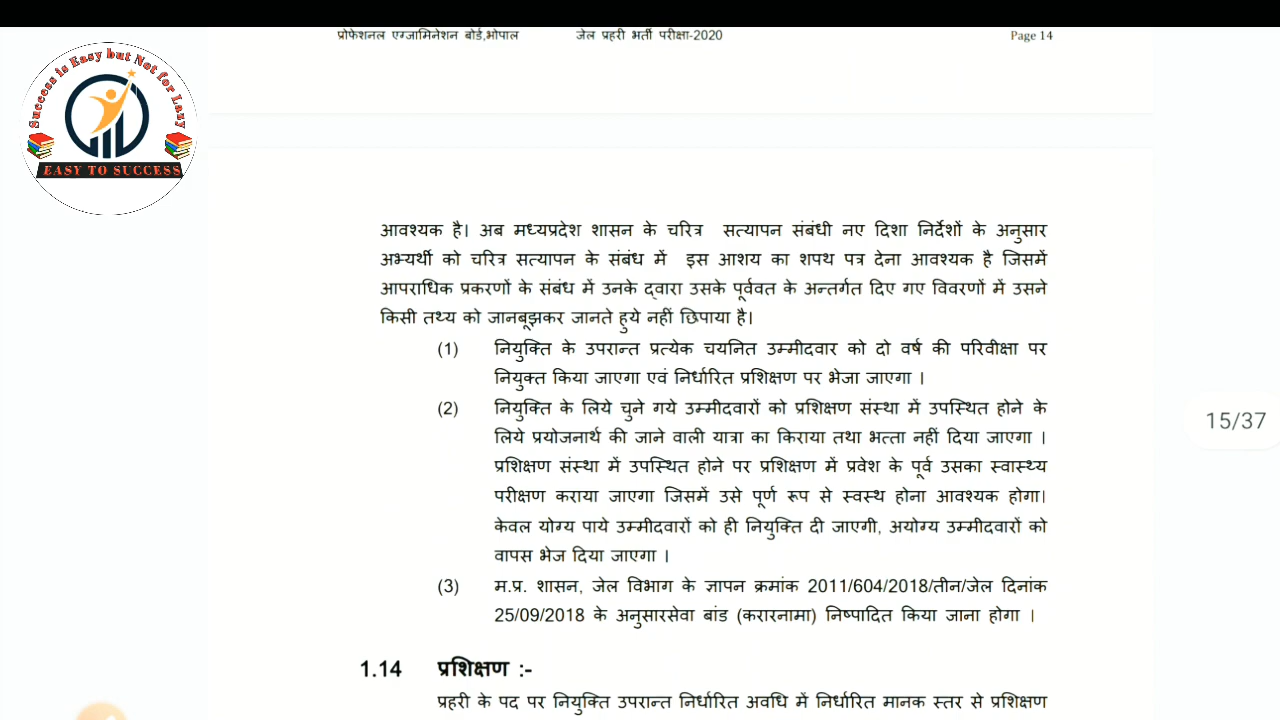 प्रोफेशनल एग्जामिनेशन बोर्ड,भोपाल जेल प्रहरी भर्ती परीक्षा-2020 Page 14
Success is Easy but Not for Lazy
EASY TO SUCCESS
आवश्यक है। अब मध्यप्रदेश शासन के चरित्र सत्यापन संबंधी नए दिशा निर्देशों के अनुसार
अभ्यर्थी को चरित्र सत्यापन के संबंध में इस आशय का शपथ पत्र देना आवश्यक है जिसमें
आपराधिक प्रकरणों के संबंध में उनके द्वारा उसके पूर्ववत के अन्तर्गत दिए गए विवरणों में उसने
किसी तथ्य को जानबूझकर जानते हुये नहीं छिपाया है।
(1) नियुक्ति के उपरान्त प्रत्येक चयनित उम्मीदवार को दो वर्ष की परिवीक्षा पर
नियुक्त किया जाएगा एवं निर्धारित प्रशिक्षण पर भेजा जाएगा ।
(2) नियुक्ति के लिये चुने गये उम्मीदवारों को प्रशिक्षण संस्था में उपस्थित होने के
लिये प्रयोजनार्थ की जाने वाली यात्रा का किराया तथा भत्ता नहीं दिया जाएगा ।
प्रशिक्षण संस्था में उपस्थित होने पर प्रशिक्षण में प्रवेश के पूर्व उसका स्वास्थ्य
परीक्षण कराया जाएगा जिसमें उसे पूर्ण रूप से स्वस्थ होना आवश्यक होगा।
केवल योग्य पाये उम्मीदवारों को ही नियुक्ति दी जाएगी, अयोग्य उम्मीदवारों को
वापस भेज दिया जाएगा ।
15/37
(3) म.प्र. शासन, जेल विभाग के ज्ञापन क्रमांक 2011/604/2018/तीन/जेल दिनांक
25/09/2018 के अनुसारसेवा बांड (करारनामा) निष्पादित किया जाना होगा ।
1.14 प्रशिक्षण :-
प्रहरी के पद पर नियुक्ति उपरान्त निर्धारित अवधि में निर्धारित मानक स्तर से प्रशिक्षण